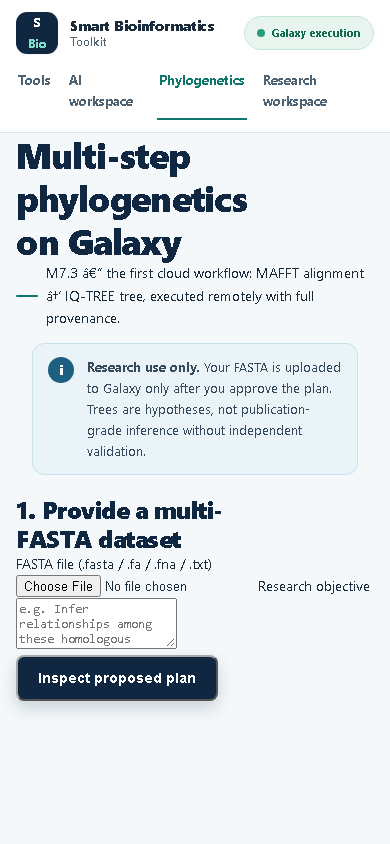 S
Bio
Smart Bioinformatics
Toolkit
Galaxy execution
Tools
AI
workspace
Phylogenetics
Research
workspace
Multi-step
phylogenetics
on Galaxy
M7.3 â€“ the first cloud workflow: MAFFT alignment
â†’ IQ-TREE tree, executed remotely with full
provenance.
i
Research use only. Your FASTA is uploaded
to Galaxy only after you approve the plan.
Trees are hypotheses, not publication-
grade inference without independent
validation.
1. Provide a multi-
FASTA dataset
FASTA file (.fasta / .fa / .fna / .txt)
Choose File No file chosen
Research objective
e.g. Infer
relationships among
these homologous
Inspect proposed plan